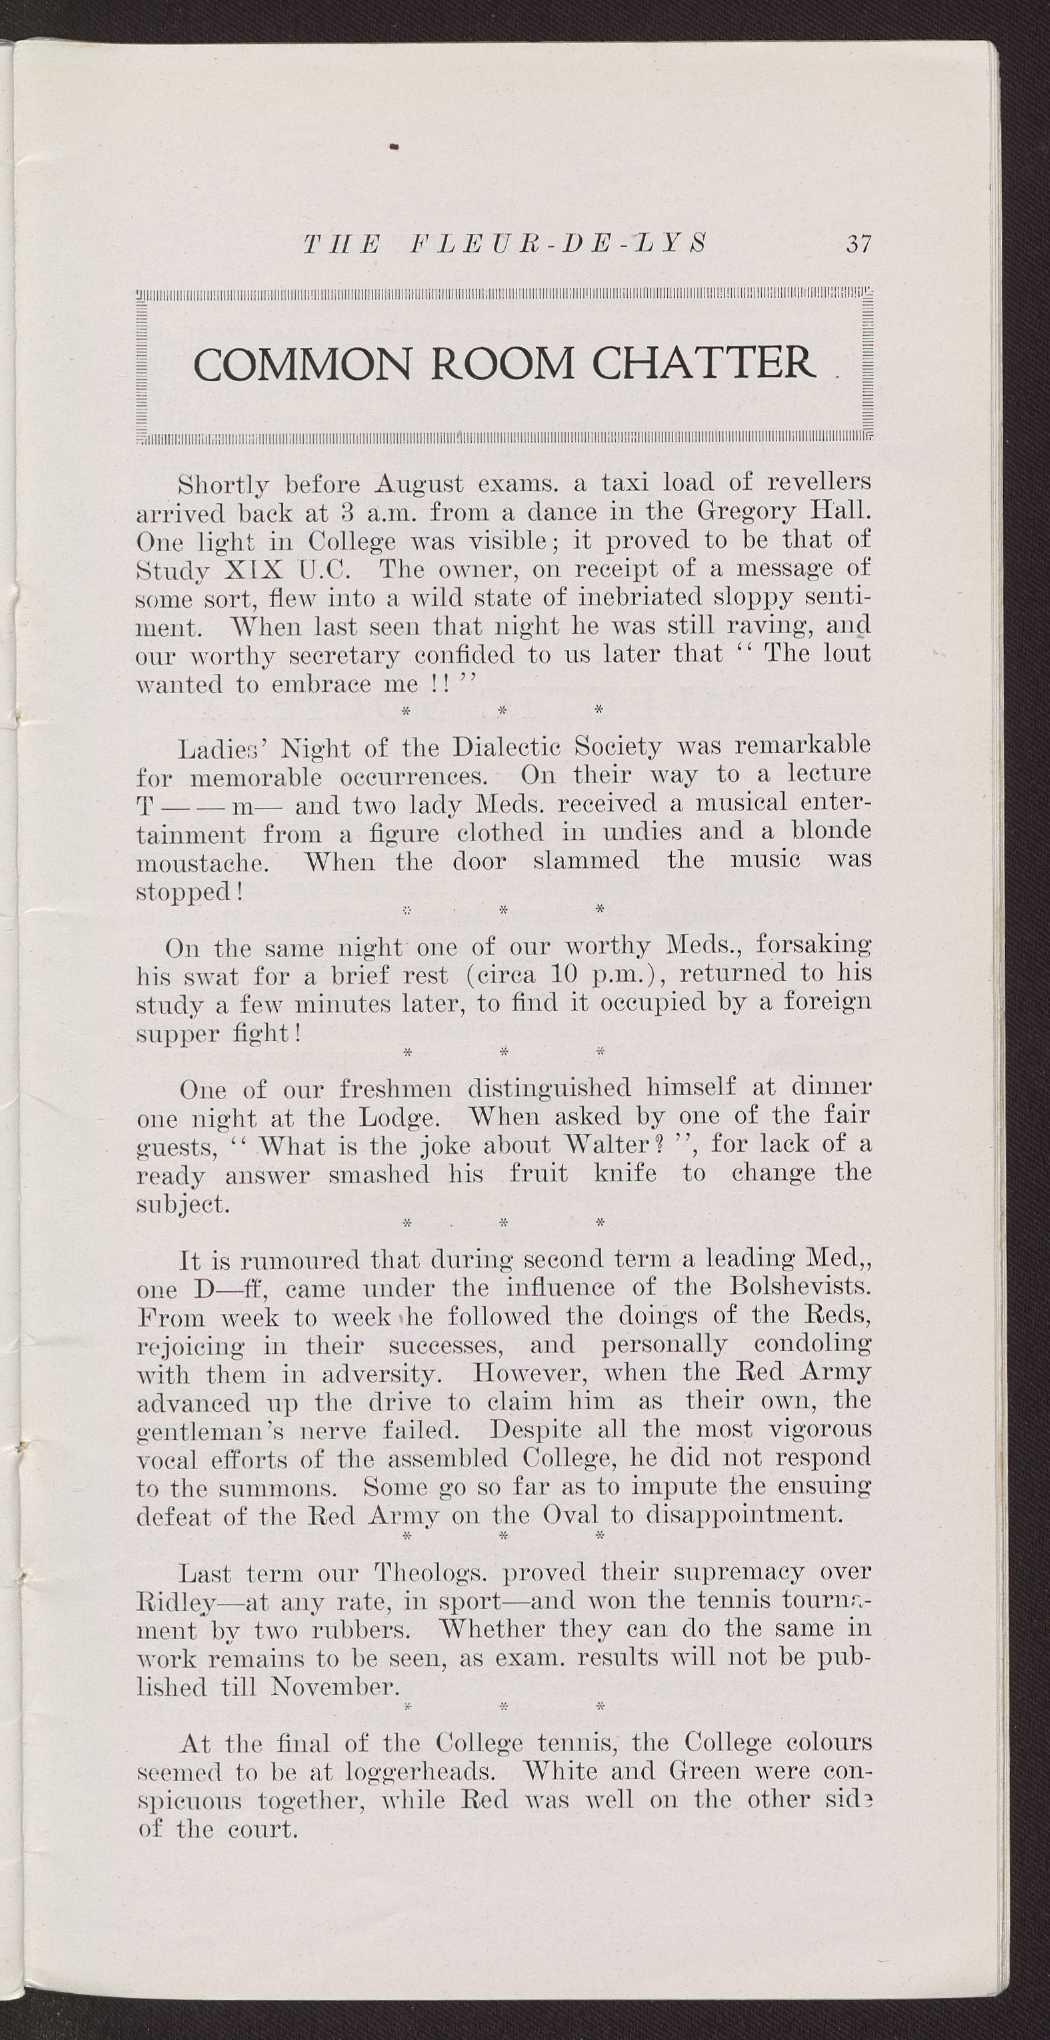 THE FLEUR-DE-LYS 37
COMMON ROOM CHATTER
Shortly before August exams. a taxi load of revellers
arrived back at 3 a.m. from a dance in the Gregory Hall.
One light in College was visible; it proved to be that of
Study XIX U.C. The owner, on receipt of a message of
some sort, flew into a wild state of inebriated sloppy senti-
ment. When last seen that night he was still raving, and
our worthy secretary confided to us later that “ The lout
wanted to embrace me !! ”
* * *
Ladies’ Night of the Dialectic Society was remarkable
for memorable occurrences. On their way to a lecture
T — — m— and two lady Meds. received a musical enter-
tainment from a figure clothed in undies and a blonde
moustache. When the door slammed the music was
stopped!
* * *
On the same night one of our worthy Meds., forsaking
his swat for a brief rest (circa 10 p.m.), returned to his
study a few minutes later, to find it occupied by a foreign
supper fight!
* * *
One of our freshmen distinguished himself at dinner
one night at the Lodge. When asked by one of the fair
guests, “ What is the joke about Walter? ”, for lack of a
ready answer smashed his fruit knife to change the
subject.
* * *
It is rumoured that during second term a leading Med,,
one D—ff, came under the influence of the Bolshevists.
From week to week he followed the doings of the Reds,
rejoicing in their successes, and personally condoling
with them in adversity. However, when the Red Army
advanced up the drive to claim him as their own, the
gentleman’s nerve failed. Despite all the most vigorous
vocal efforts of the assembled College, he did not respond
to the summons. Some go so far as to impute the ensuing
defeat of the Red Army on the Oval to disappointment.
* * *
Last term our Theologs. proved their supremacy over
Ridley—at any rate, in sport—and won the tennis tourna-
ment by two rubbers. Whether they can do the same in
work remains to be seen, as exam. results will not be pub-
lished till November.
* * *
At the final of the College tennis, the College colours
seemed to be at loggerheads. White and Green were con-
spicuous together, while Red was well on the other side
of the court.